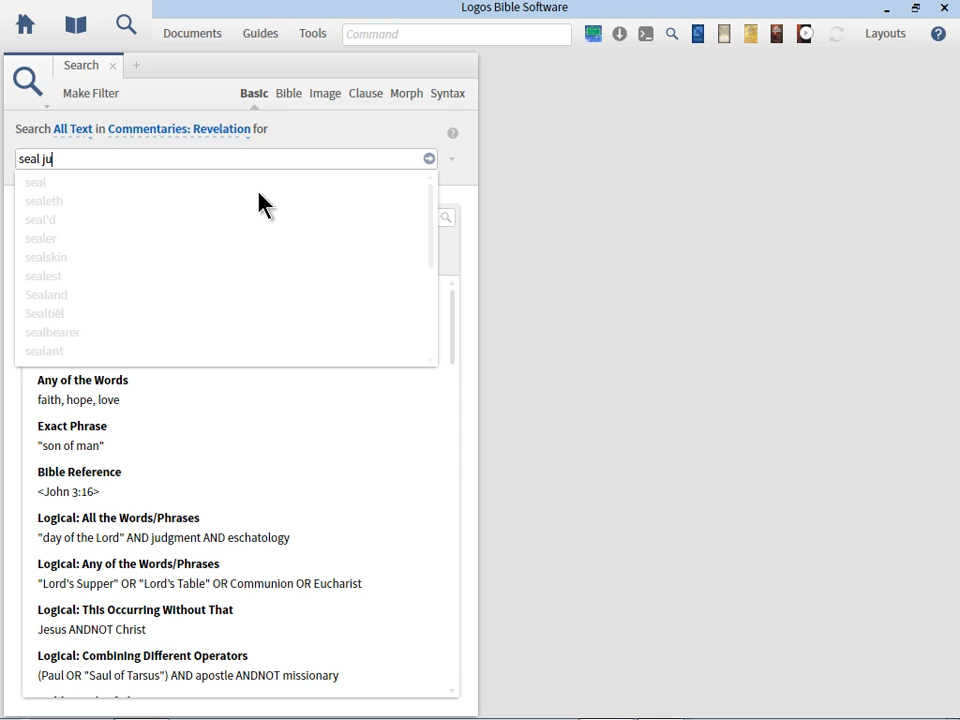 Logos Bible Software
Documents Guides Tools Command Layouts
Search
Make Filter Basic Bible Image Clause Morph Syntax
Search All Text in Commentaries: Revelation for
seal ju
seal
sealeth
seal'd
sealer
sealskin
sealest
Sealand
Sealtiël
sealbearer
sealant
Any of the Words
faith, hope, love
Exact Phrase
"son of man"
Bible Reference
<John 3:16>
Logical: All the Words/Phrases
"day of the Lord" AND judgment AND eschatology
Logical: Any of the Words/Phrases
"Lord's Supper" OR "Lord's Table" OR Communion OR Eucharist
Logical: This Occurring Without That
Jesus ANDNOT Christ
Logical: Combining Different Operators
(Paul OR "Saul of Tarsus") AND apostle ANDNOT missionary